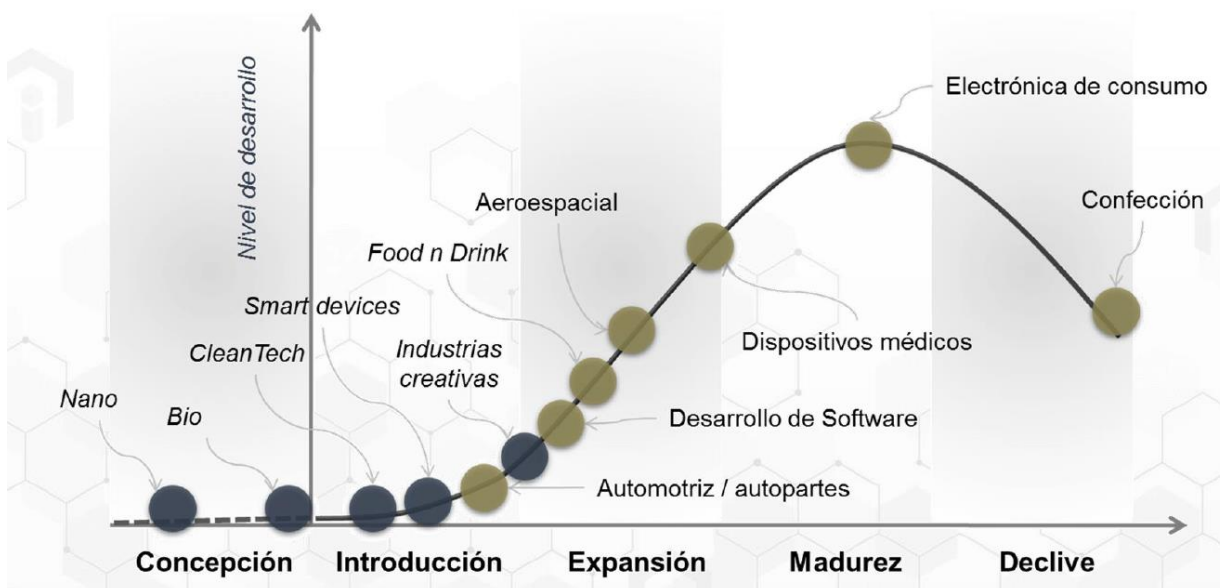 Nivel de desarrollo
Electrónica de consumo
Confección
Aeroespacial
Food n Drink
Smart devices
CleanTech
Industrias
creativas
Dispositivos médicos
Nano
Bio
Desarrollo de Software
Automotriz / autopartes
Concepción
Introducción
Expansión
Madurez
Declive